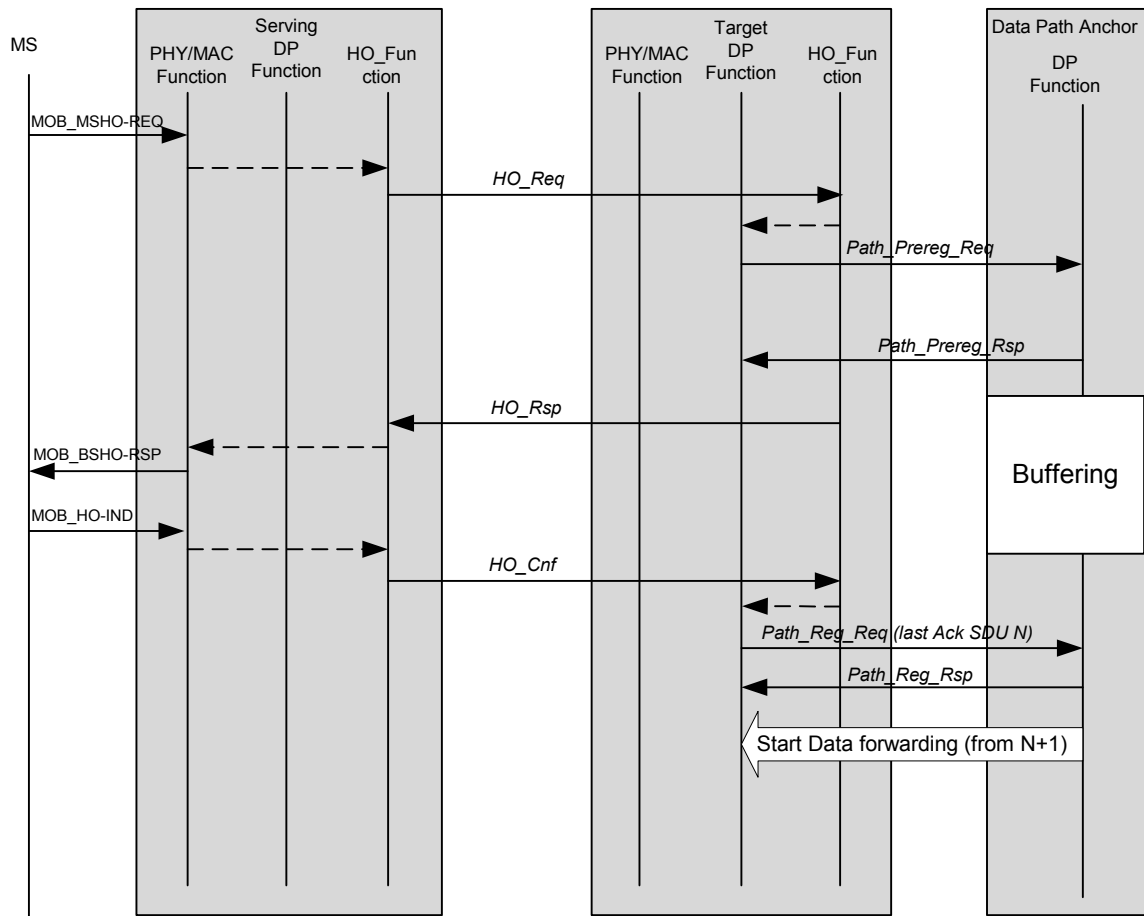 MS
Serving
DP
Function
PHY/MAC
Function
HO_Fun
ction
Target
DP
Function
PHY/MAC
Function
HO_Fun
ction
Data Path Anchor
DP
Function
MOB_MSHO-REQ
HO_Req
Path_Prereg_Req
Path_Prereg_Rsp
HO_Rsp
MOB_BSHO-RSP
Buffering
MOB_HO-IND
HO_Cnf
Path_Reg_Req (last Ack SDU N)
Path_Reg_Rsp
Start Data forwarding (from N+1)